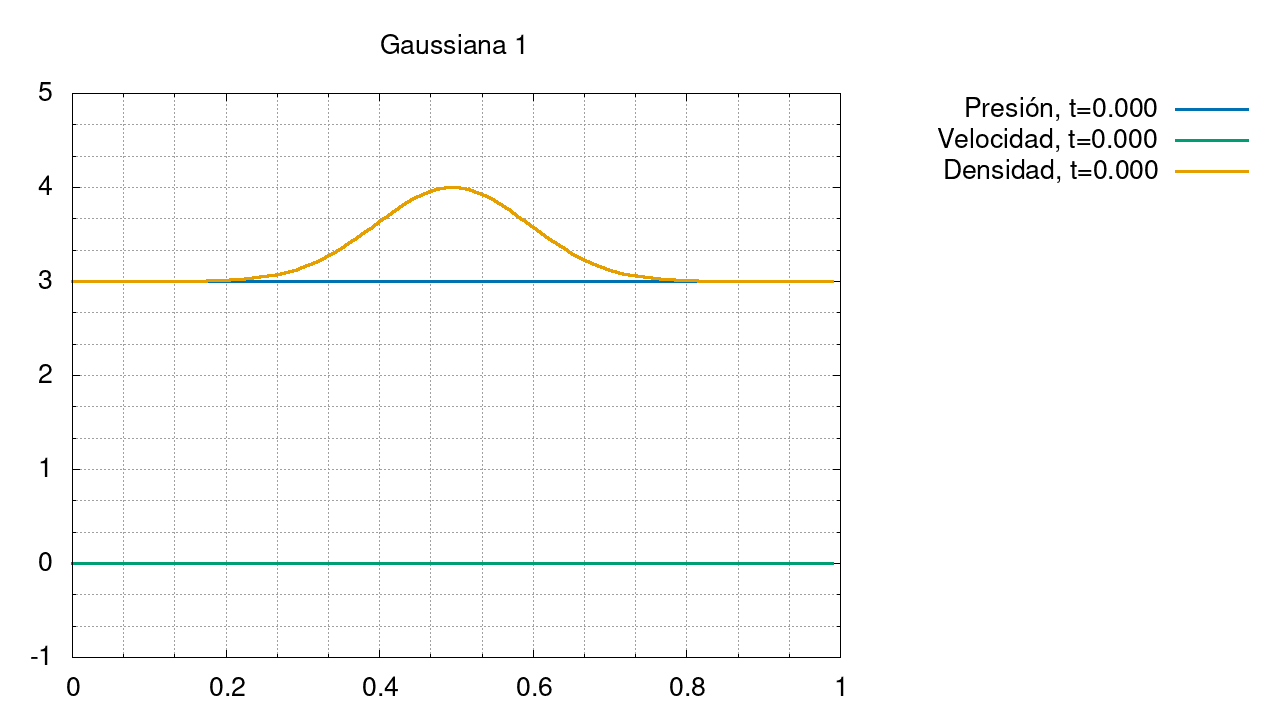 Gaussiana 1
Presión, t=0.000
Velocidad, t=0.000
Densidad, t=0.000
5
4
3
2
1
0
-1
0 0.2 0.4 0.6 0.8 1